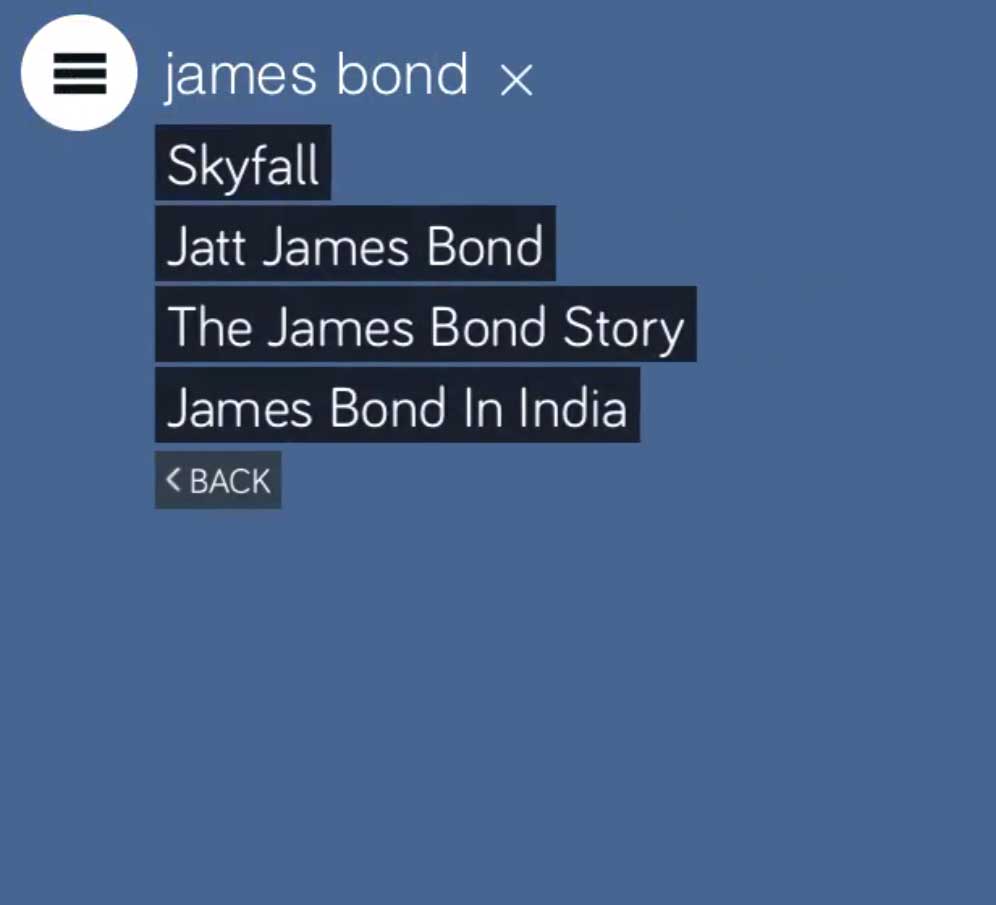 james bond ×
Skyfall
Jatt James Bond
The James Bond Story
James Bond In India
< BACK